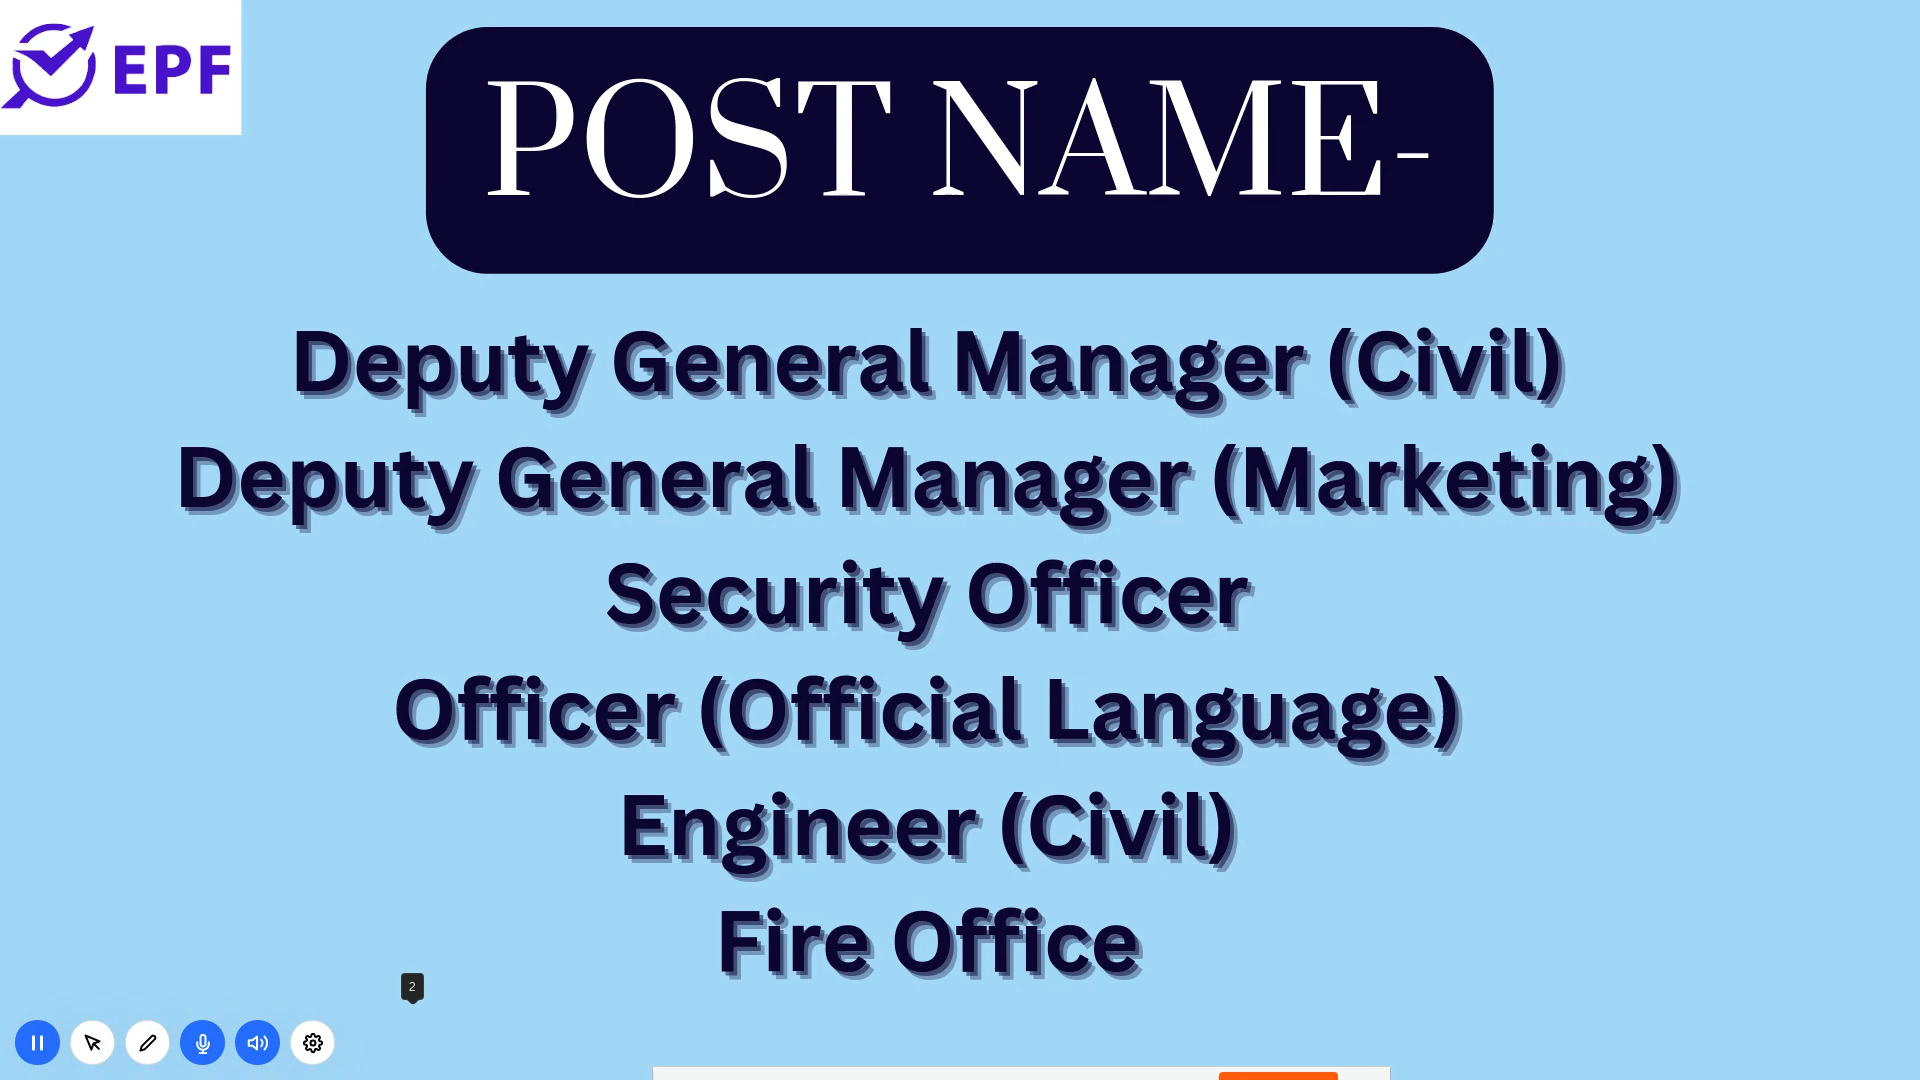 EPF
POST NAME-
Deputy General Manager (Civil)
Deputy General Manager (Marketing)
Security Officer
Officer (Official Language)
Engineer (Civil)
Fire Office
2